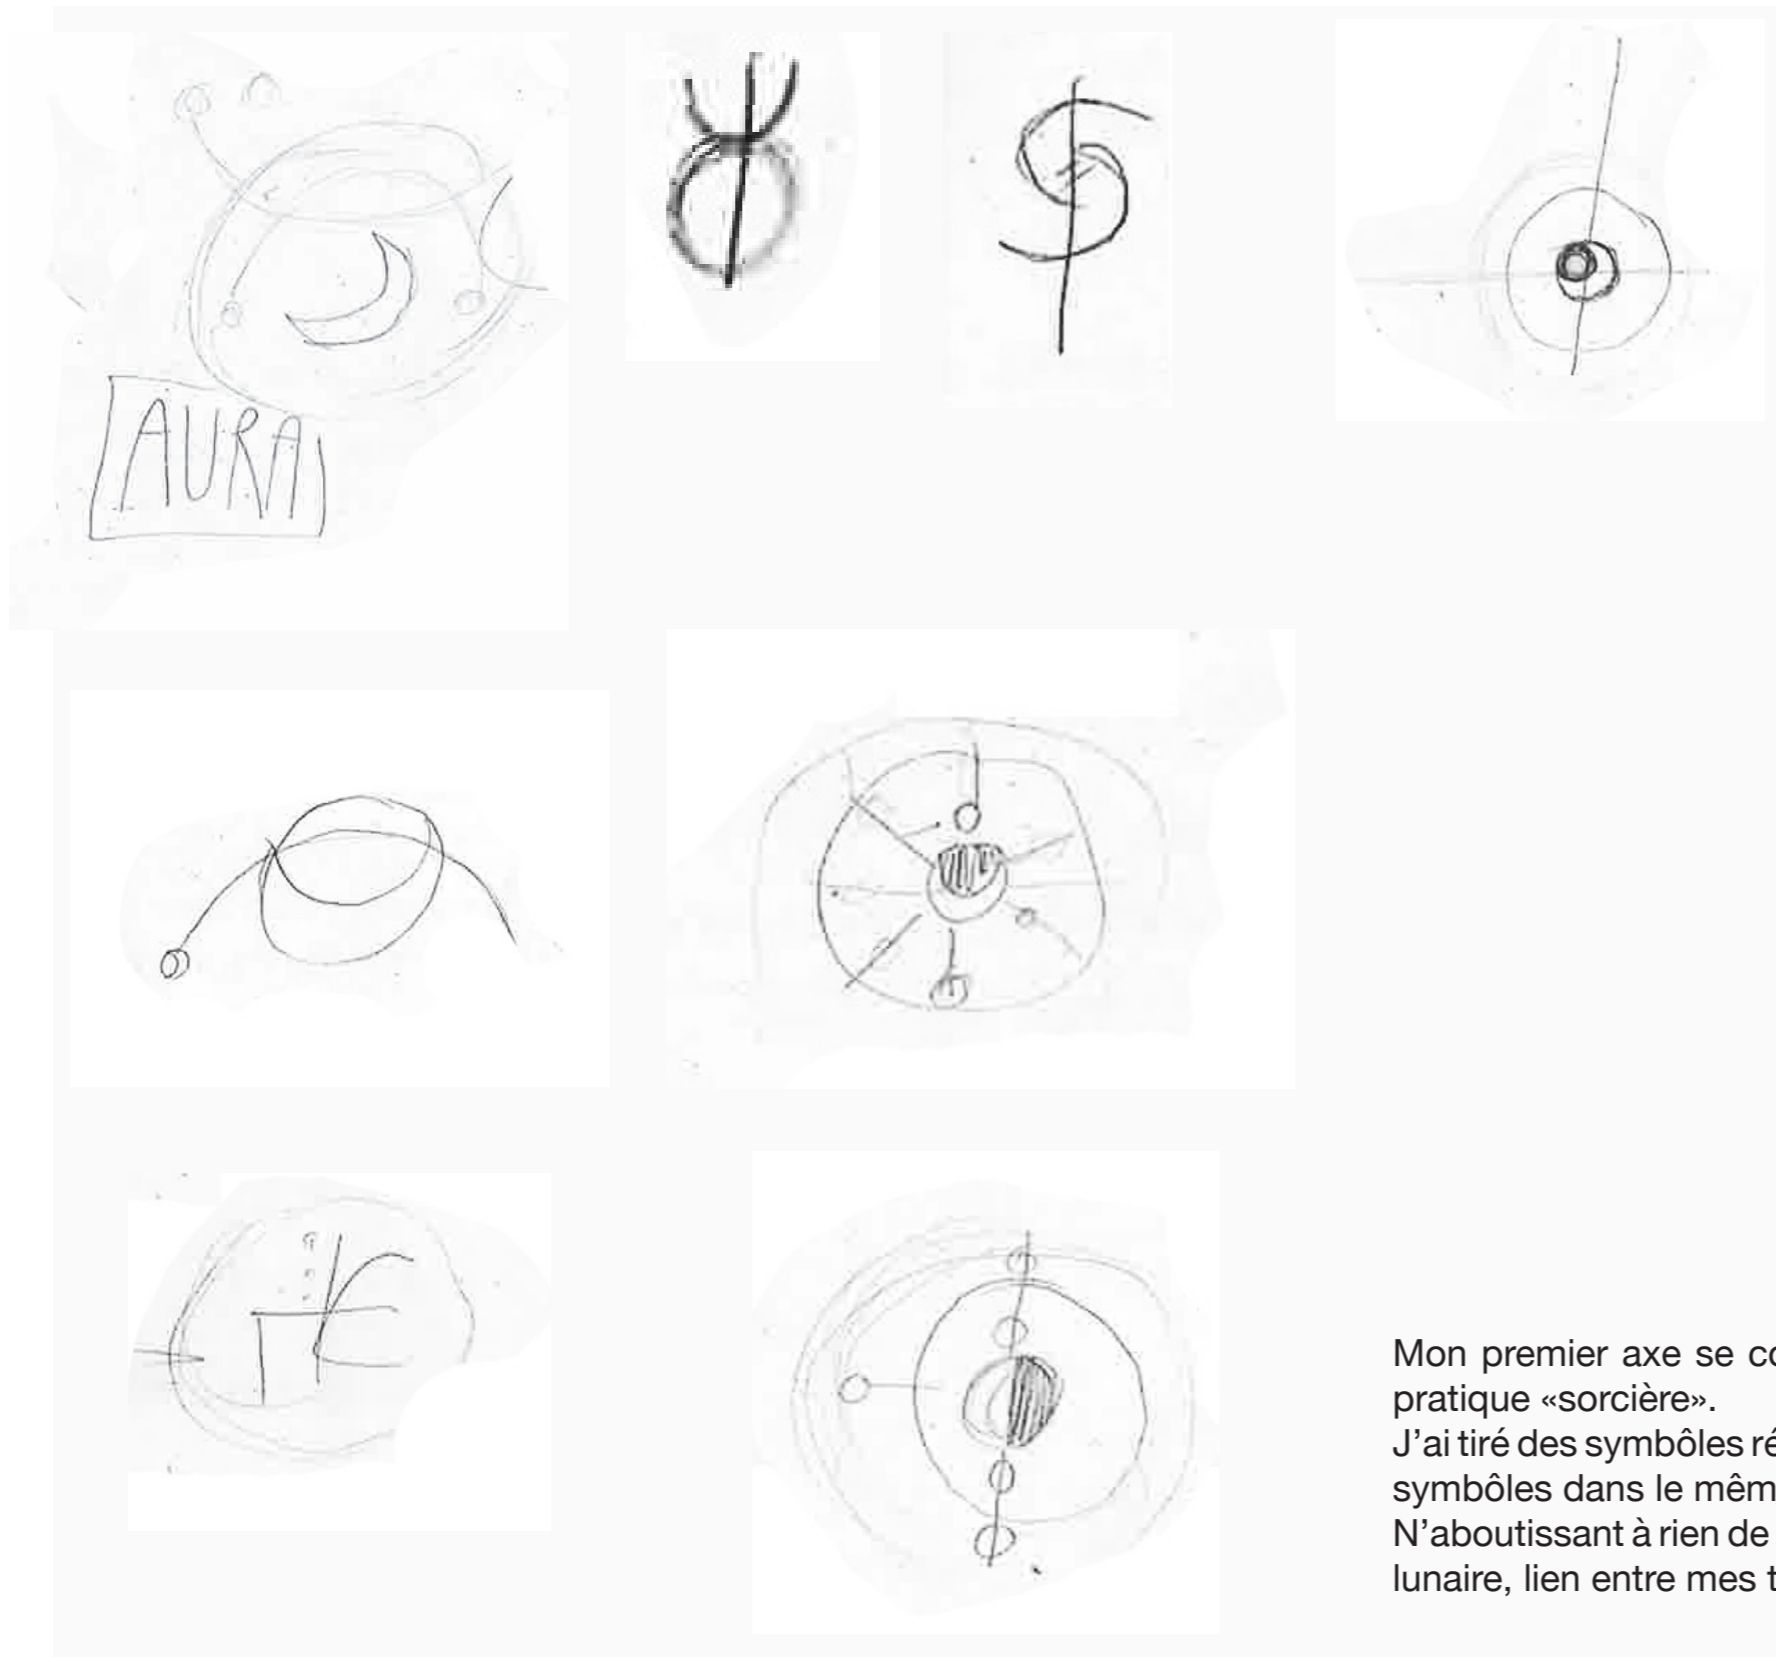 AURA
Mon premier axe se co
pratique «sorcière».
J'ai tiré des symbôles ré
symbôles dans le mêm
N'aboutissant à rien de
lunaire, lien entre mes t